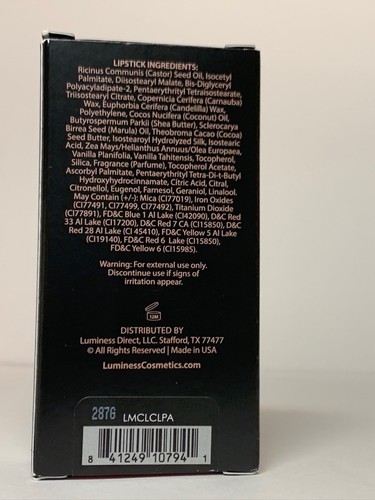 LIPSTICK INGREDIENTS:
Ricinus Communis (Castor) Seed Oil, Isocetyl
Palmitate, Diisostearyl Malate, Bis-Diglyceryl
Polyacyladipate-2, Pentaerythrityl Tetraisostearate,
Triisostearyl Citrate, Copernicia Cerifera (Carnauba)
Wax, Euphorbia Cerifera (Candelilla) Wax,
Polyethylene, Cocos Nucifera (Coconut) Oil,
Butyrospermum Parkii (Shea Butter), Sclerocarya
Birrea Seed (Marula) Oil, Theobroma Cacao (Cocoa)
Seed Butter, Isostearoyl Hydrolyzed Silk, Isostearic
Acid, Zea Mays/Helianthus Annuus/Olea Europaea,
Vanilla Planifolia, Vanilla Tahitensis, Tocopherol,
Silica, Fragrance (Parfume), Tocopherol Acetate,
Ascorbyl Palmitate, Pentaerythrityl Tetra-Di-t-Butyl
Hydroxyhydrocinnamate, Citric Acid, Citral,
Citronellol, Eugenol, Farnesol, Geraniol, Linalool.
May Contain (+/-): Mica (CI77019), Iron Oxides
(CI77491, CI77499, CI77492), Titanium Dioxide
(CI77891), FD&C Blue 1 Al Lake (CI42090), D&C Red
33 Al Lake (CI17200), D&C Red 7 CA (CI15850), D&C
Red 28 Al Lake (CI 45410), FD&C Yellow 5 Al Lake
(CI19140), FD&C Red 6 Lake (CI15850),
FD&C Yellow 6 (CI15985).
Warning: For external use only.
Discontinue use if signs of
irritation appear.
12M
DISTRIBUTED BY
Luminess Direct, LLC. Stafford, TX 77477
© All Rights Reserved | Made in USA
LuminessCosmetics.com
287G LMCLCLPA
8 41249 10794 1